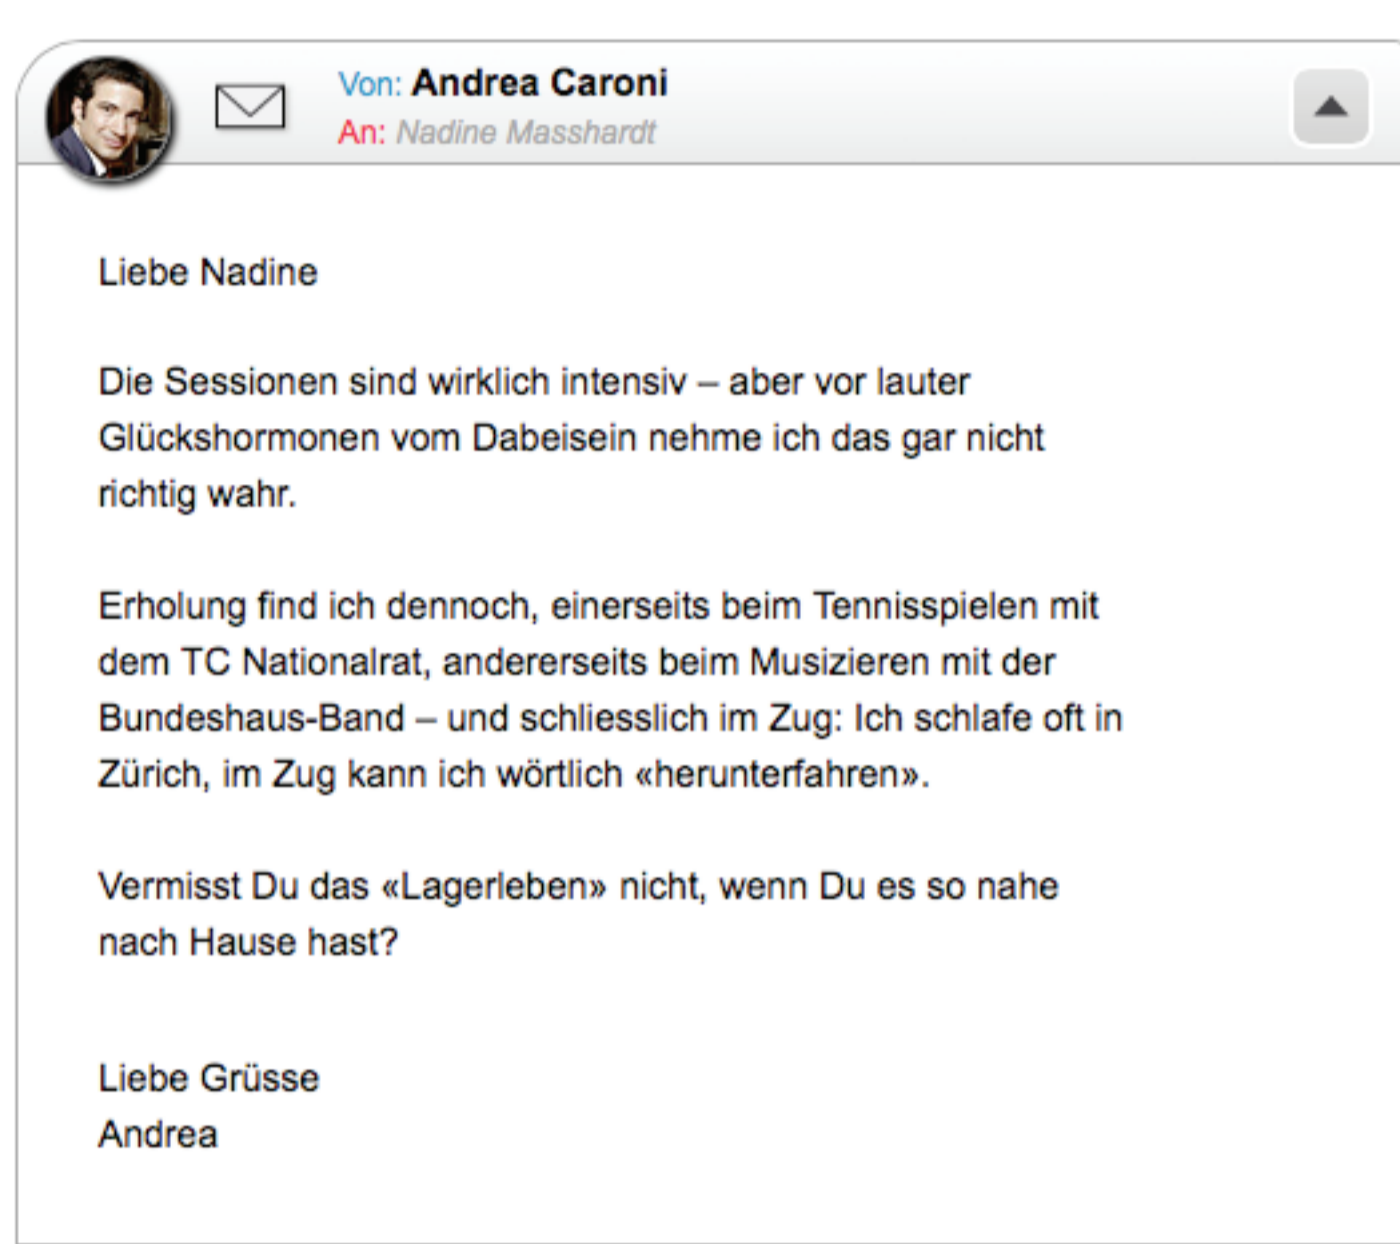 Von: Andrea Caroni
An: Nadine Masshardt
Liebe Nadine
Die Sessionen sind wirklich intensiv – aber vor lauter
Glückshormonen vom Dabeisein nehme ich das gar nicht
richtig wahr.
Erholung find ich dennoch, einerseits beim Tennisspielen mit
dem TC Nationalrat, andererseits beim Musizieren mit der
Bundeshaus-Band – und schliesslich im Zug: Ich schlafe oft in
Zürich, im Zug kann ich wörtlich «herunterfahren».
Vermisst Du das «Lagerleben» nicht, wenn Du es so nahe
nach Hause hast?
Liebe Grüsse
Andrea